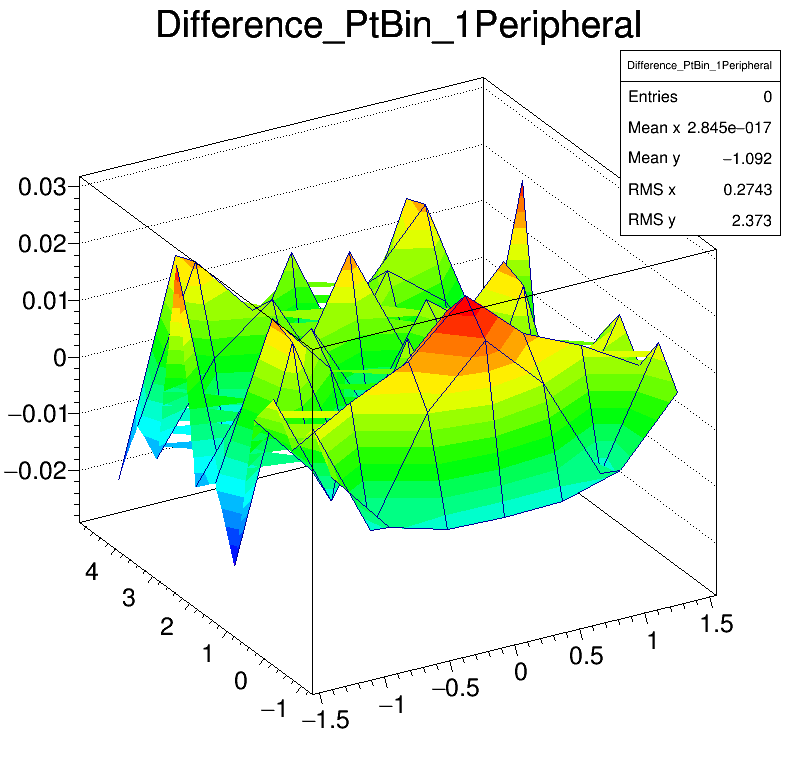 Difference_PtBin_1Peripheral
Difference_PtBin_1Peripheral
Entries 0
Mean x 2.845e−017
Mean y −1.092
RMS x 0.2743
RMS y 2.373
0.03
0.02
0.01
0
−0.01
−0.02
4
3
2
1
0
−1
−1.5
−1
−0.5
0
0.5
1
1.5